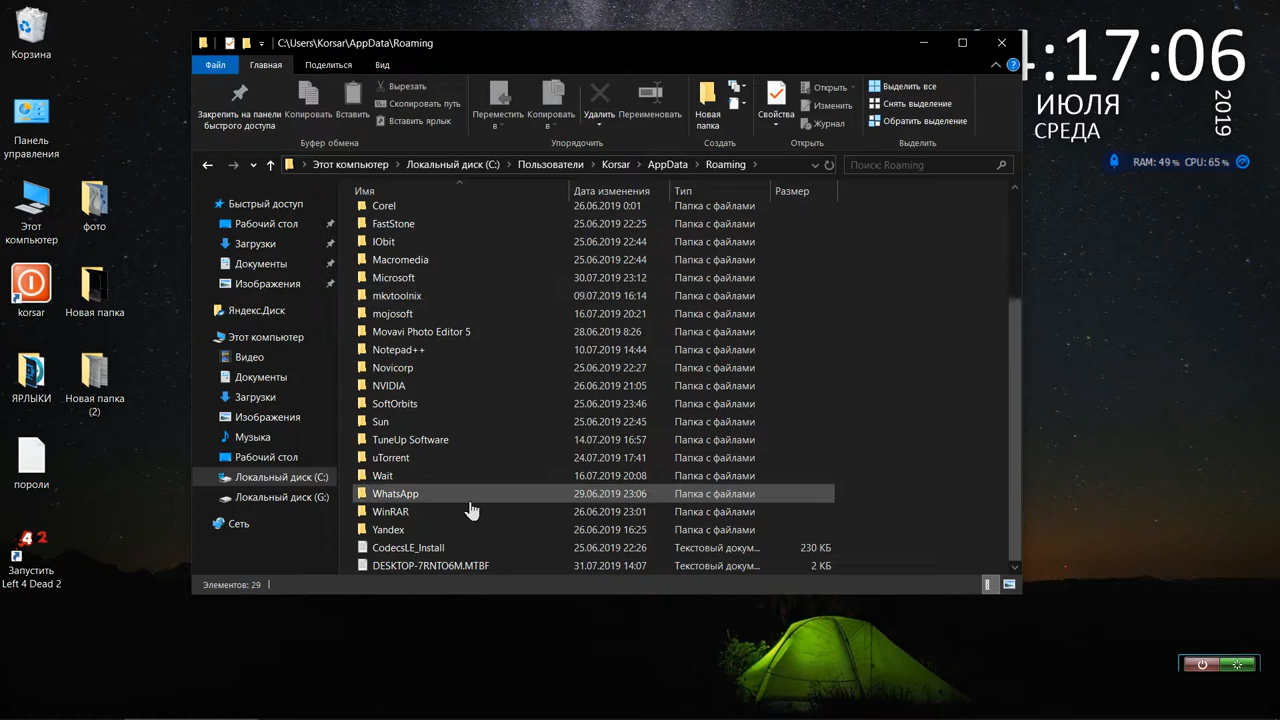 Корзина
Панель
управления
Этот
компьютер
фото
korsar
Новая папка
ЯРЛЫКИ
Новая папка
(2)
пароли
4 2
Запустить
Left 4 Dead 2
C:\Users\Korsar\AppData\Roaming
Файл
Главная
Поделиться
Вид
?
Закрепить на панели
быстрого доступа
Копировать
Вставить
Вырезать
Скопировать путь
Вставить ярлык
Буфер обмена
Переместить
в
Копировать
в
Удалить
Переименовать
Упорядочить
Новая
папка
Создать
Свойства
Открыть
Изменить
Журнал
Открыть
Выделить все
Снять выделение
Обратить выделение
Выделить
Этот компьютер › Локальный диск (C:) › Пользователи › Korsar › AppData › Roaming ›
Поиск: Roaming
Быстрый доступ
Рабочий стол
Загрузки
Документы
Изображения
Яндекс.Диск
Этот компьютер
Видео
Документы
Загрузки
Изображения
Музыка
Рабочий стол
Локальный диск (C:)
Локальный диск (G:)
Сеть
Имя Дата изменения Тип Размер
Corel 26.06.2019 0:01 Папка с файлами
FastStone 25.06.2019 22:25 Папка с файлами
IObit 25.06.2019 22:44 Папка с файлами
Macromedia 25.06.2019 22:44 Папка с файлами
Microsoft 30.07.2019 23:12 Папка с файлами
mkvtoolnix 09.07.2019 16:14 Папка с файлами
mojosoft 16.07.2019 20:21 Папка с файлами
Movavi Photo Editor 5 28.06.2019 8:26 Папка с файлами
Notepad++ 10.07.2019 14:44 Папка с файлами
Novicorp 25.06.2019 22:27 Папка с файлами
NVIDIA 26.06.2019 21:05 Папка с файлами
SoftOrbits 25.06.2019 23:46 Папка с файлами
Sun 25.06.2019 22:45 Папка с файлами
TuneUp Software 14.07.2019 16:57 Папка с файлами
uTorrent 24.07.2019 17:41 Папка с файлами
Wait 16.07.2019 20:08 Папка с файлами
WhatsApp 29.06.2019 23:06 Папка с файлами
WinRAR 26.06.2019 23:01 Папка с файлами
Yandex 26.06.2019 16:25 Папка с файлами
CodecsLE_Install 25.06.2019 22:26 Текстовый докум... 230 КБ
DESKTOP-7RNTO6M.MTBF 31.07.2019 14:07 Текстовый докум... 2 КБ
Элементов: 29
:17:06
ИЮЛЯ
СРЕДА
2019
RAM: 49 % CPU: 65 %